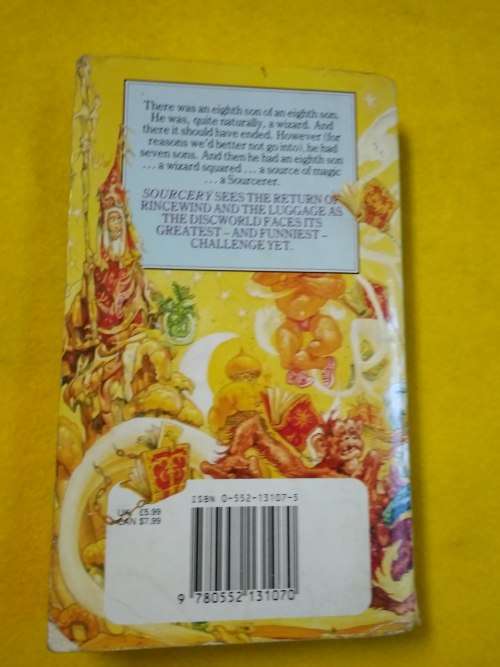 There was an eighth son of an eighth son.
He was, quite naturally, a wizard. And
there it should have ended. However (for
reasons we'd better not go into), he had
seven sons. And then he had an eighth son
... a wizard squared ... a source of magic
... a Sourcerer.
SOURCERY SEES THE RETURN OF
RINCEWIND AND THE LUGGAGE AS
THE DISCWORLD FACES ITS
GREATEST – AND FUNNIEST –
CHALLENGE YET.
ISBN 0-552-13107-5
UK £5.99
CAN $7.99
9 780552 131070